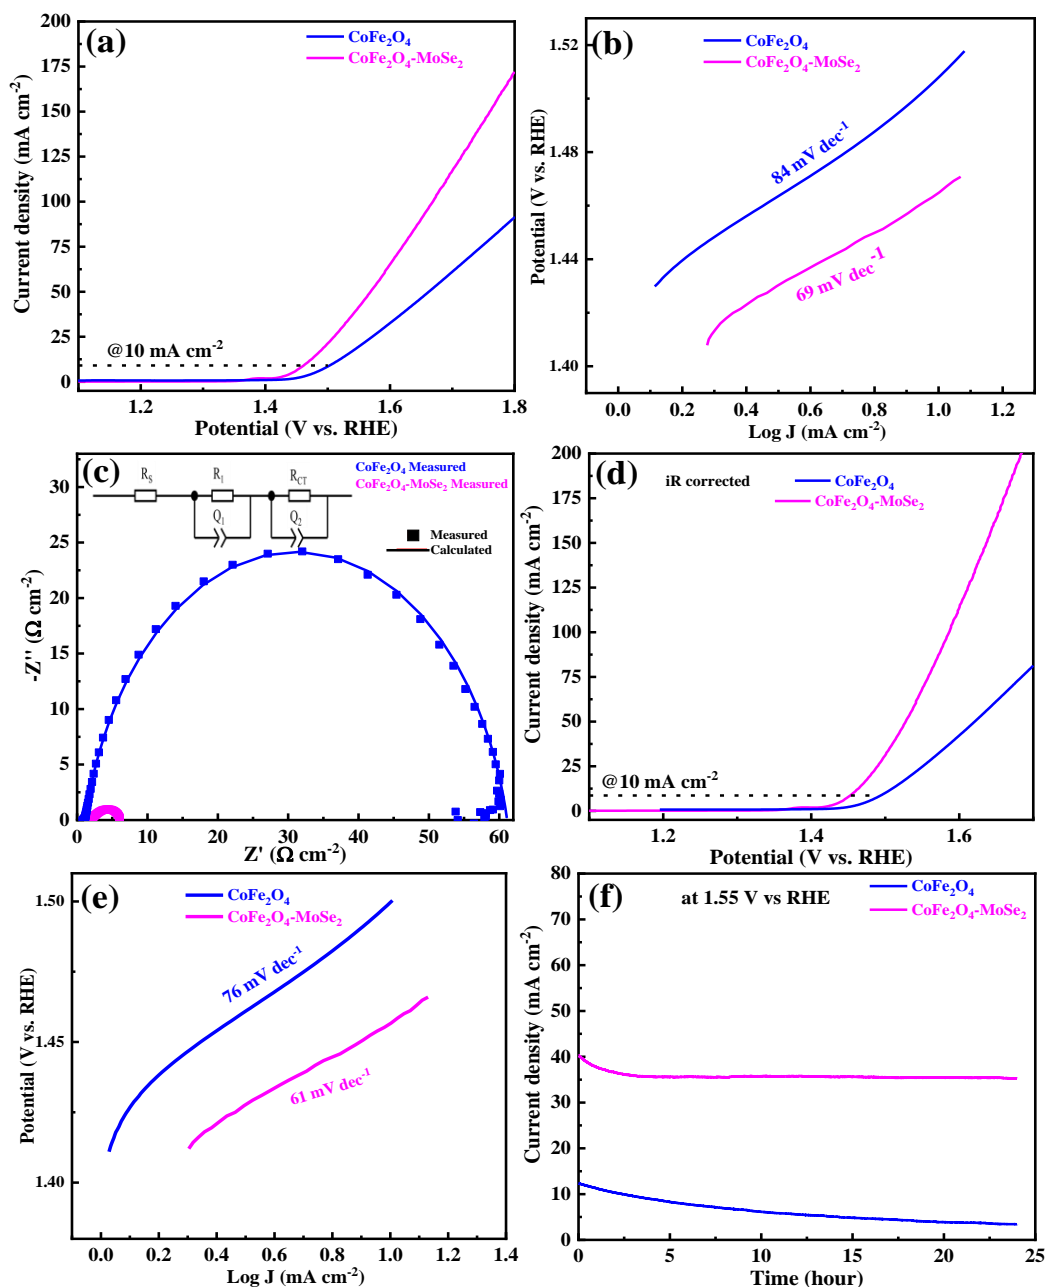 (a)
CoFe₂O₄
CoFe₂O₄-MoSe₂
@10 mA cm⁻²
Current density (mA cm⁻²)
200
175
150
125
100
75
50
25
0
1.2 1.4 1.6 1.8
Potential (V vs. RHE)
(b)
CoFe₂O₄
CoFe₂O₄-MoSe₂
84 mV dec⁻¹
69 mV dec⁻¹
Potential (V vs. RHE)
1.52
1.48
1.44
1.40
0.0 0.2 0.4 0.6 0.8 1.0 1.2
Log J (mA cm⁻²)
(c)
R_S R_1 R_CT
Q_1 Q_2
CoFe₂O₄ Measured
CoFe₂O₄-MoSe₂ Measured
Measured
Calculated
-Z'' (Ω cm⁻²)
30
25
20
15
10
5
0
0 10 20 30 40 50 60
Z' (Ω cm⁻²)
(d)
iR corrected
CoFe₂O₄
CoFe₂O₄-MoSe₂
@10 mA cm⁻²
Current density (mA cm⁻²)
200
175
150
125
100
75
50
25
0
1.2 1.4 1.6
Potential (V vs. RHE)
(e)
CoFe₂O₄
CoFe₂O₄-MoSe₂
76 mV dec⁻¹
61 mV dec⁻¹
Potential (V vs. RHE)
1.50
1.45
1.40
0.0 0.2 0.4 0.6 0.8 1.0 1.2 1.4
Log J (mA cm⁻²)
(f)
at 1.55 V vs RHE
CoFe₂O₄
CoFe₂O₄-MoSe₂
Current density (mA cm⁻²)
80
70
60
50
40
30
20
10
0
0 5 10 15 20 25
Time (hour)